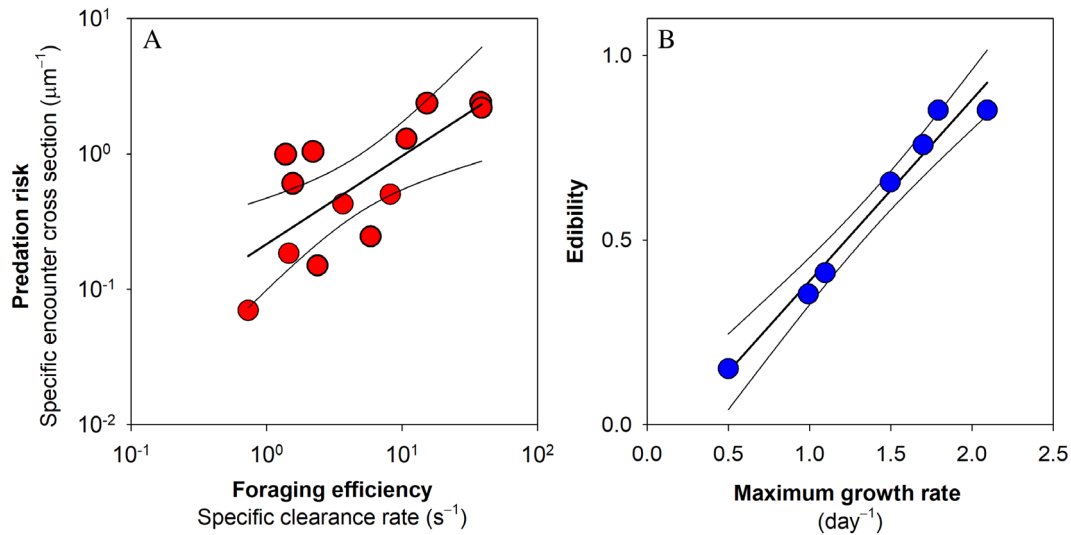 A
10¹
10⁰
10⁻¹
10⁻²
10⁻¹
10⁰
10¹
10²
Predation risk
Specific encounter cross section (μm⁻¹)
Foraging efficiency
Specific clearance rate (s⁻¹)
B
1.0
0.5
0.0
0.0
0.5
1.0
1.5
2.0
2.5
Edibility
Maximum growth rate
(day⁻¹)